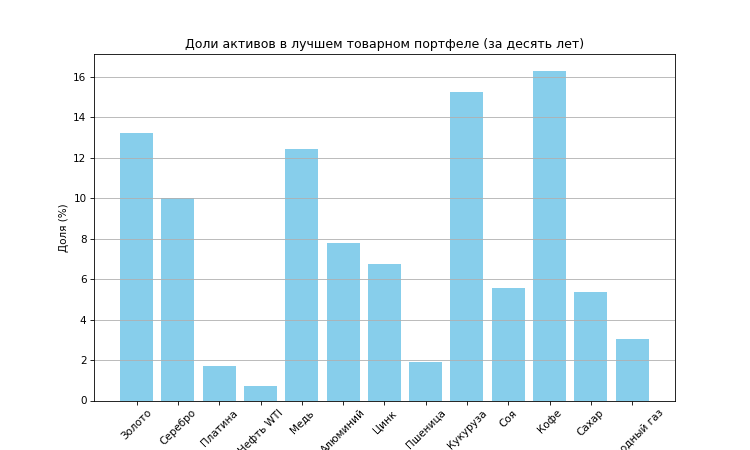 Доли активов в лучшем товарном портфеле (за десять лет)
Доля (%)
16
14
12
10
8
6
4
2
0
Золото
Серебро
Платина
Нефть WTI
Медь
Алюминий
Цинк
Пшеница
Кукуруза
Соя
Кофе
Сахар
газ